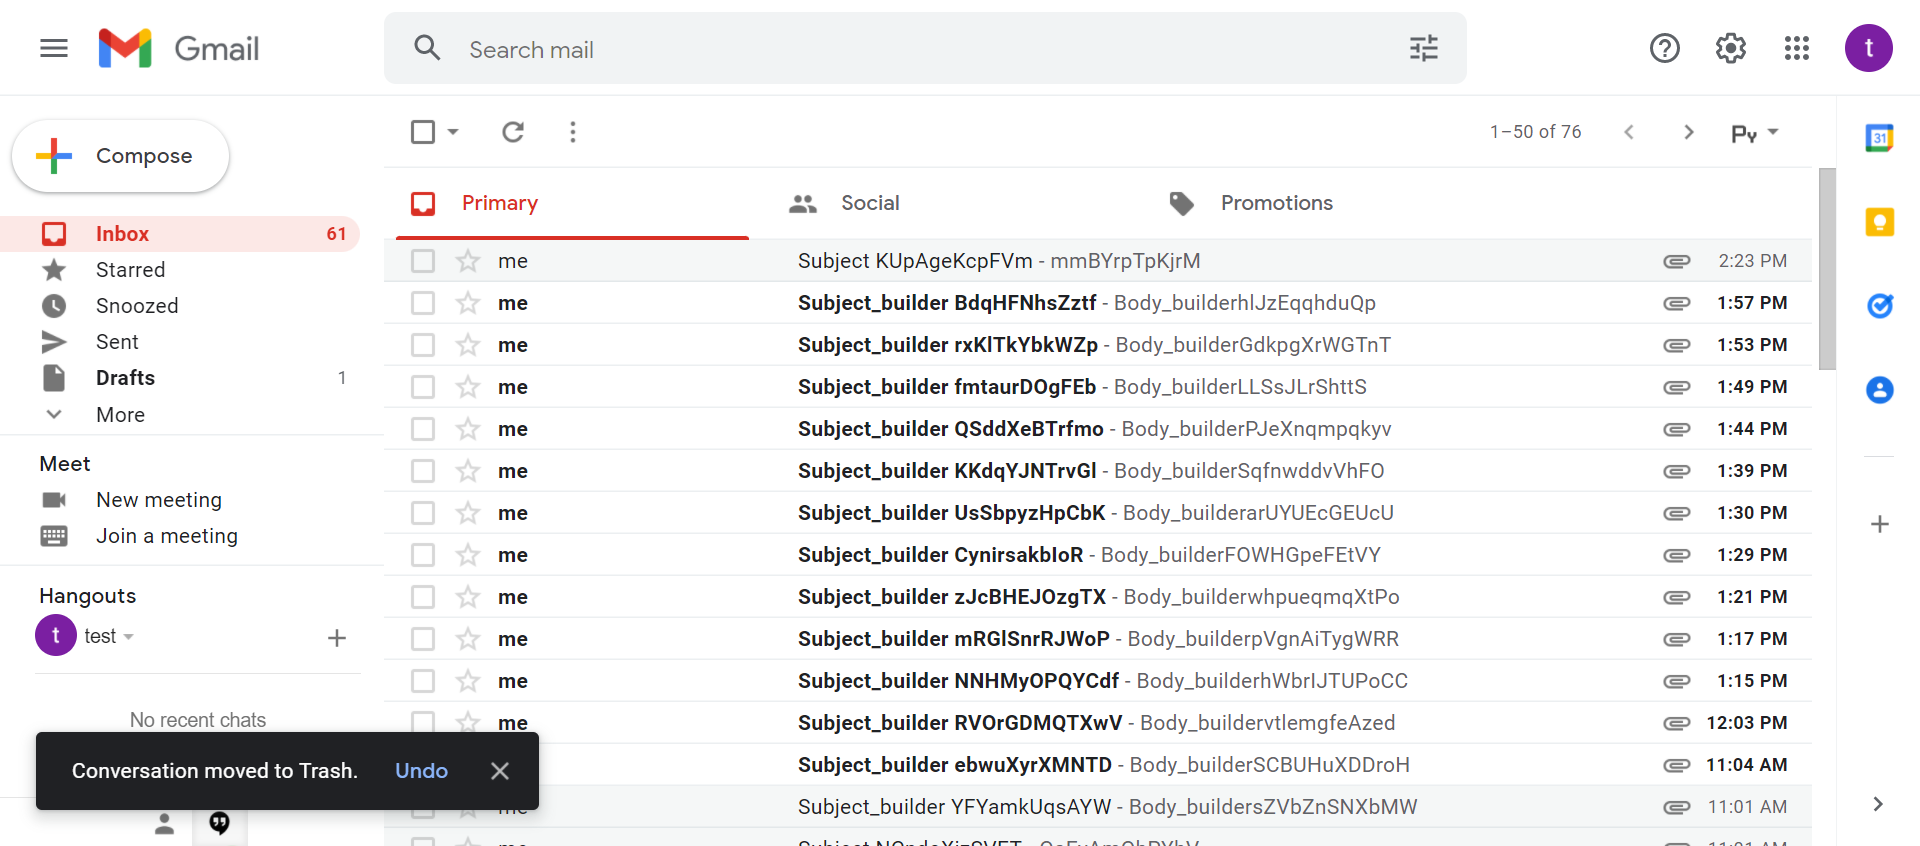 Gmail
Search mail
t
Compose
1–50 of 76
Py
31
Primary
Social
Promotions
Inbox 61
Starred
Snoozed
Sent
Drafts 1
More
Meet
New meeting
Join a meeting
Hangouts
t test
No recent chats
Conversation moved to Trash. Undo
me Subject KUpAgeKcpFVm - mmBYrpTpKjrM 2:23 PM
me Subject_builder BdqHFNhsZztf - Body_builderhlJzEqqhduQp 1:57 PM
me Subject_builder rxKlTkYbkWZp - Body_builderGdkpgXrWGTnT 1:53 PM
me Subject_builder fmtaurDOgFEb - Body_builderLLSsJLrShttS 1:49 PM
me Subject_builder QSddXeBTrfmo - Body_builderPJeXnqmpqkyv 1:44 PM
me Subject_builder KKdqYJNTrvGl - Body_builderSqfnwddvVhFO 1:39 PM
me Subject_builder UsSbpyzHpCbK - Body_builderarUYUEcGEUcU 1:30 PM
me Subject_builder CynirsakbIoR - Body_builderFOWHGpeFEtVY 1:29 PM
me Subject_builder zJcBHEJOzgTX - Body_builderwhpueqmqXtPo 1:21 PM
me Subject_builder mRGlSnrRJWoP - Body_builderpVgnAiTygWRR 1:17 PM
me Subject_builder NNHMyOPQYCdf - Body_builderhWbrIJTUPoCC 1:15 PM
me Subject_builder RVOrGDMQTXwV - Body_buildervtlemgfeAzed 12:03 PM
Subject_builder ebwuXyrXMNTD - Body_builderSCBUHuXDDroH 11:04 AM
me Subject_builder YFYamkUqsAYW - Body_buildersZVbZnSNXbMW 11:01 AM